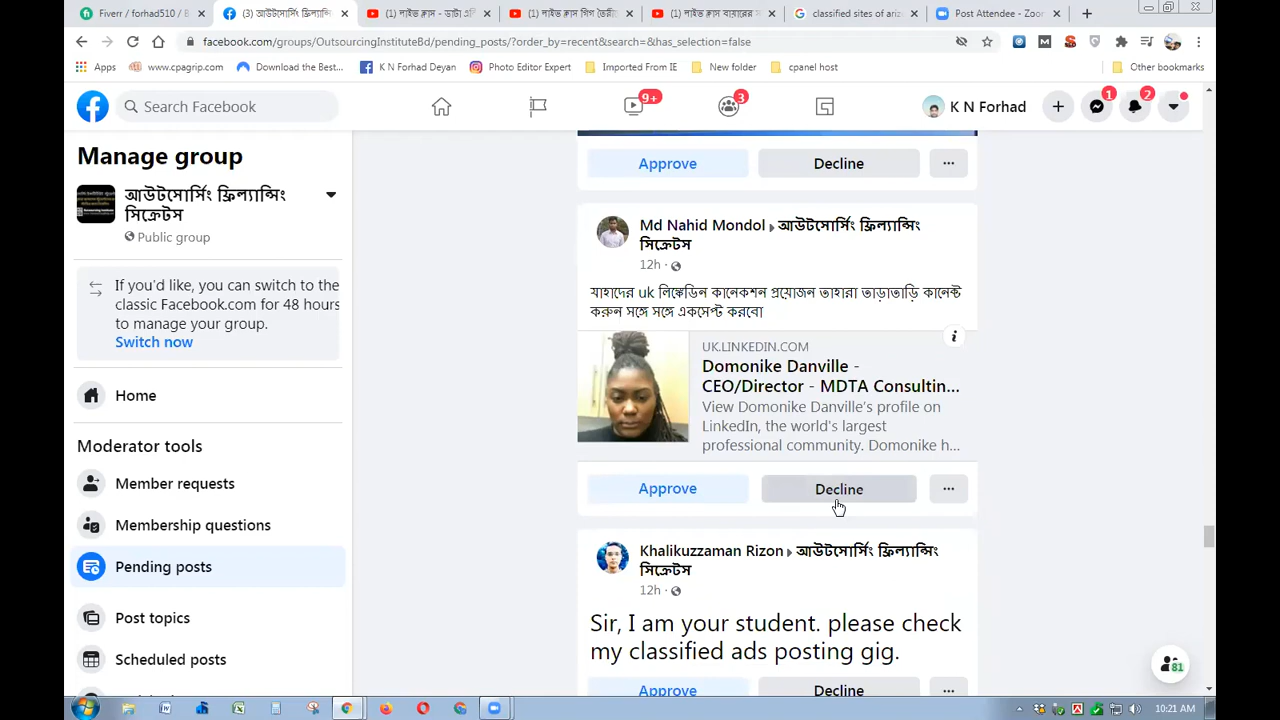 Fiverr / forhad510 / B
(3) আউটসোর্সিং ফ্রিল্যান্সি
(1) লাইভ ক্লাস - ডাটা এন্ট্রি
(1) লাইভ ক্লাস গিগ তৈরী
(1) লাইভ ক্লাস বায়ারের স
classified sites of ariz
Post Attendee - Zoo
facebook.com/groups/OutsourcingInstituteBd/pending_posts/?order_by=recent&search=&has_selection=false
Apps
www.cpagrip.com
Download the Best...
K N Forhad Deyan
Photo Editor Expert
Imported From IE
New folder
cpanel host
Other bookmarks
Search Facebook
9+
3
K N Forhad
1
2
Manage group
আউটসোর্সিং ফ্রিল্যান্সিং
সিক্রেটস
Public group
If you'd like, you can switch to the
classic Facebook.com for 48 hours
to manage your group.
Switch now
Home
Moderator tools
Member requests
Membership questions
Pending posts
Post topics
Scheduled posts
Approve
Decline
Md Nahid Mondol ▸ আউটসোর্সিং ফ্রিল্যান্সিং
সিক্রেটস
12h ·
যাহাদের uk লিঙ্কেডিন কানেকশন প্রয়োজন তাহারা তাড়াতাড়ি কানেক্ট
করুন সঙ্গে সঙ্গে একসেপ্ট করবো
UK.LINKEDIN.COM
Domonike Danville -
CEO/Director - MDTA Consultin...
View Domonike Danville's profile on
LinkedIn, the world's largest
professional community. Domonike h...
Approve
Decline
Khalikuzzaman Rizon ▸ আউটসোর্সিং ফ্রিল্যান্সিং
সিক্রেটস
12h ·
Sir, I am your student. please check
my classified ads posting gig.
Approve
Decline
81
10:21 AM